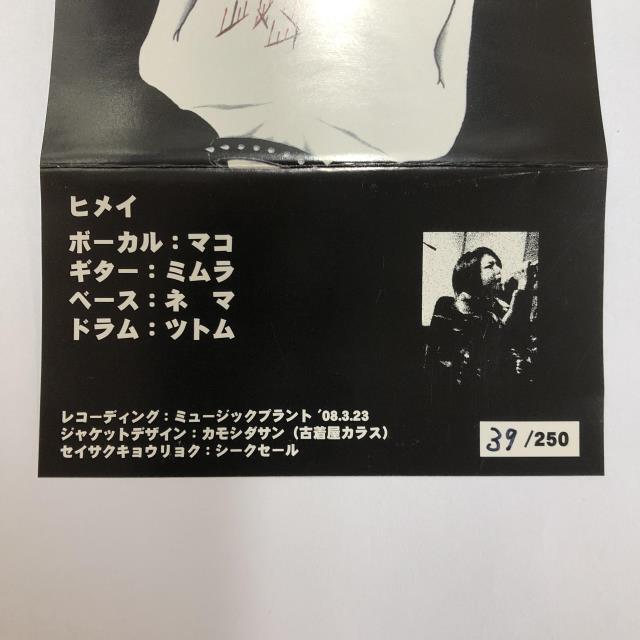 ヒメイ
ボーカル：マコ
ギター：ミムラ
ベース：ネ　マ
ドラム：ツトム
レコーディング：ミュージックプラント '08.3.23
ジャケットデザイン：カモシダサン（古着屋カラス）
セイサクキョウリョク：シークセール
39 /250